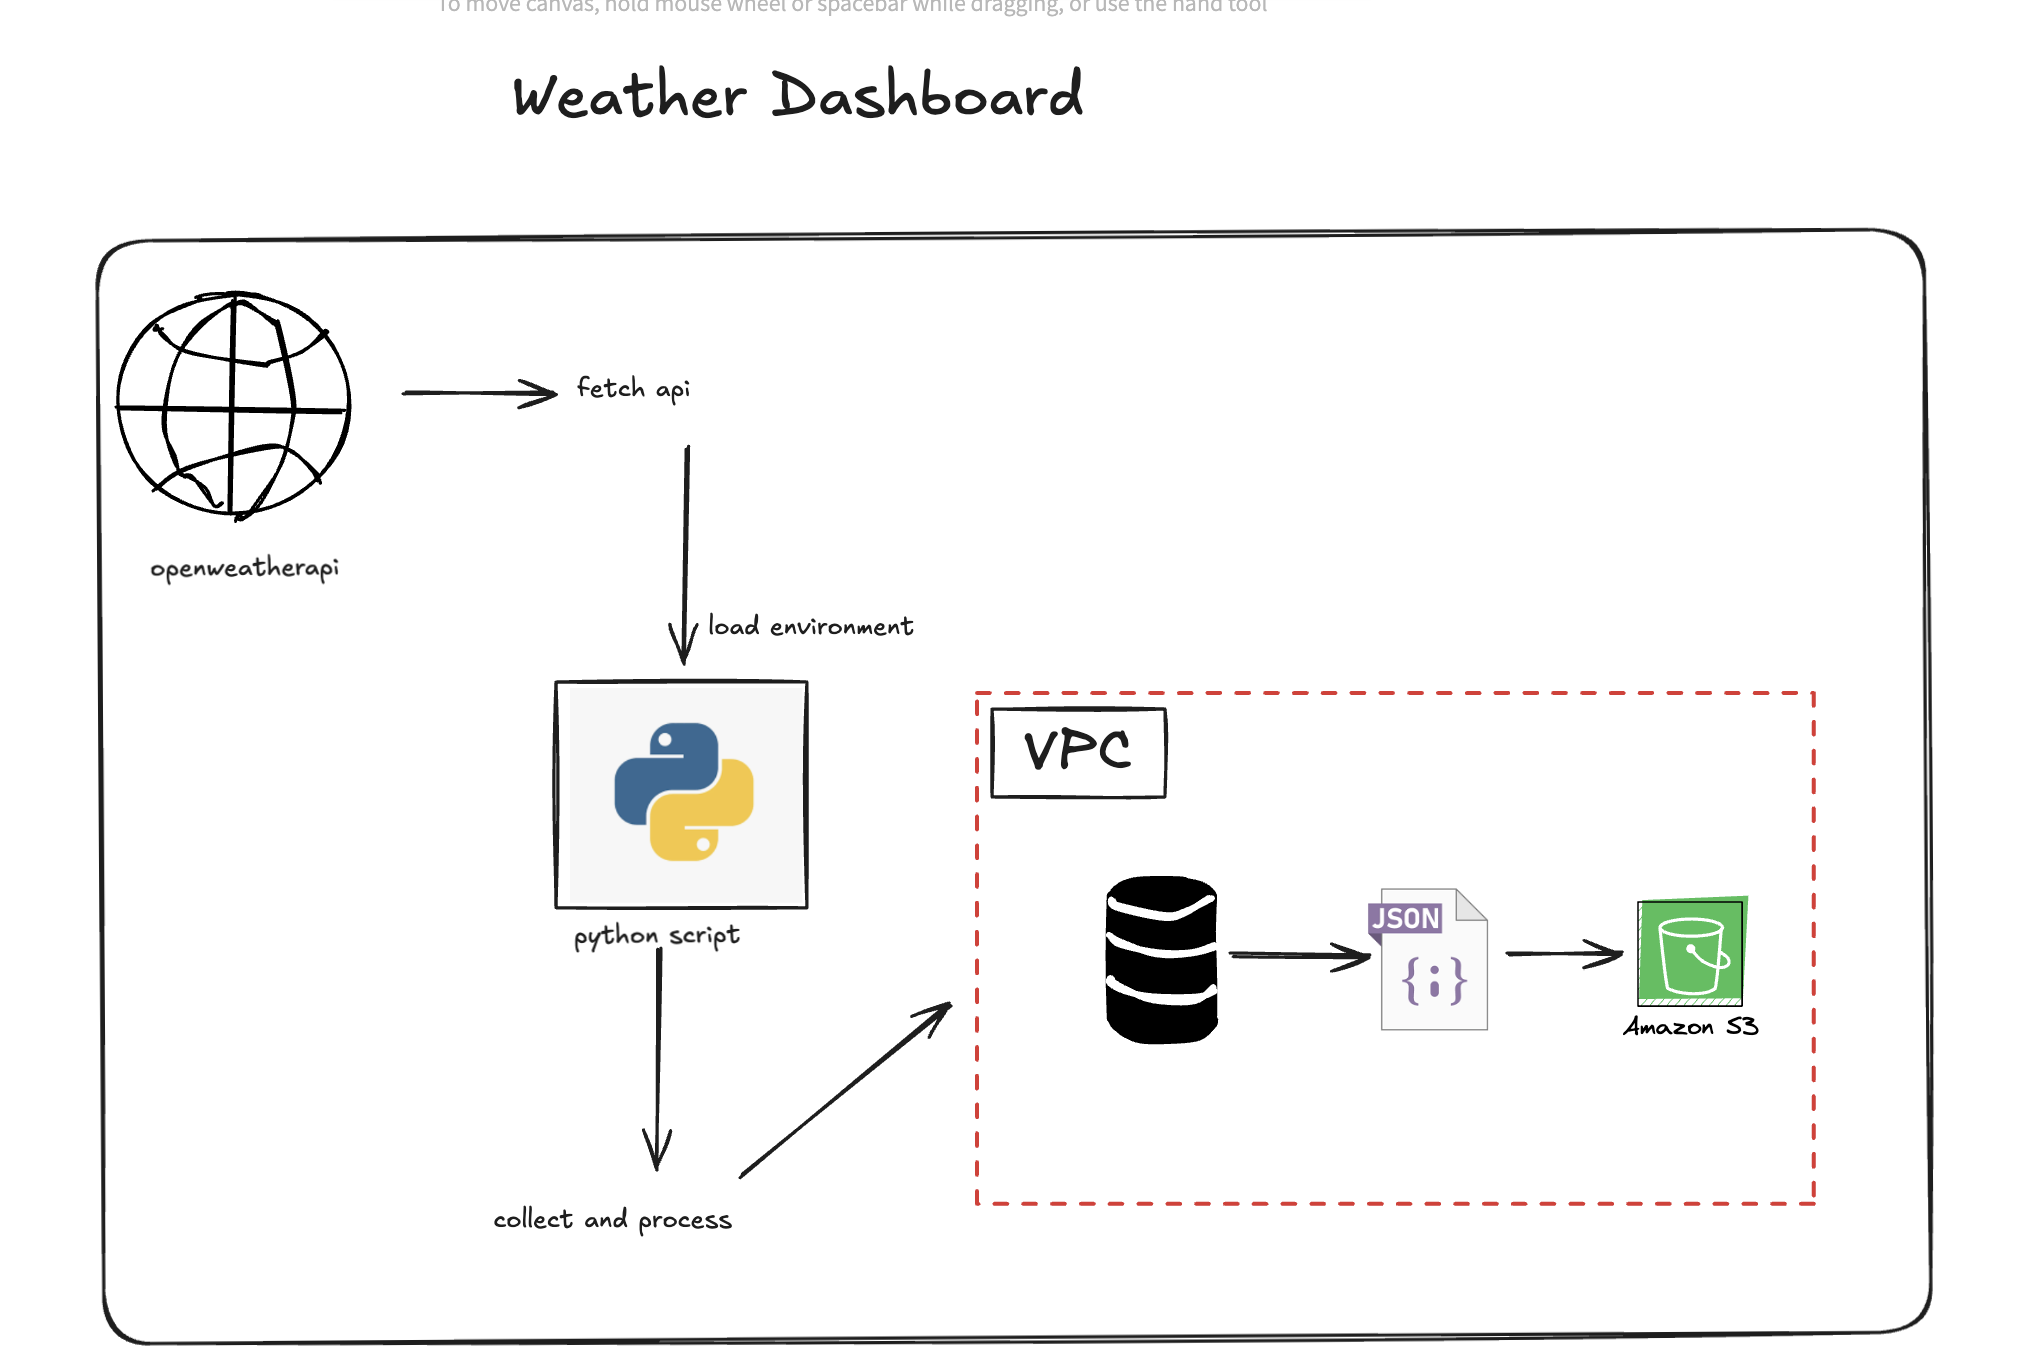 To move canvas, hold mouse wheel or spacebar while dragging, or use the hand tool
Weather Dashboard
fetch api
openweatherapi
load environment
VPC
JSON
{;}
python script
Amazon S3
collect and process